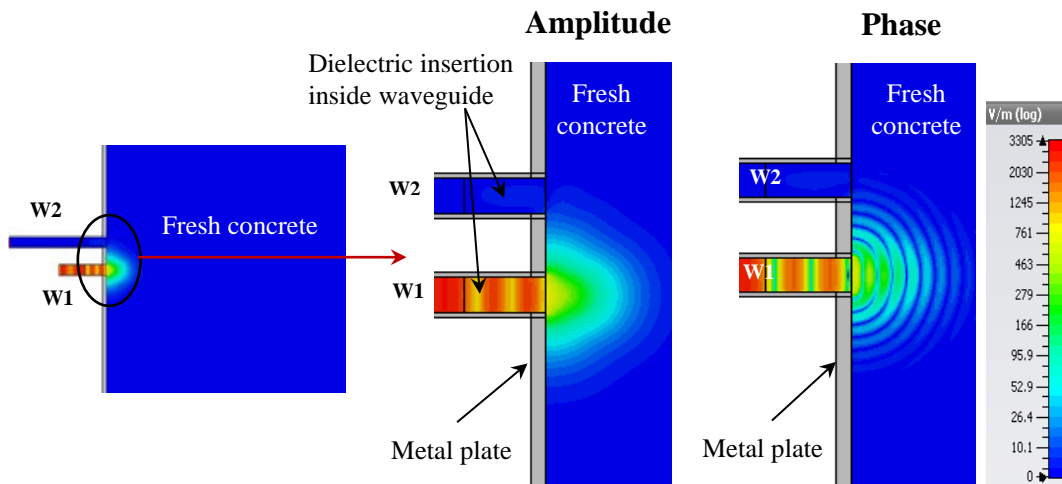 Amplitude
Phase
Dielectric insertion
inside waveguide
Fresh
concrete
Fresh
concrete
V/m (log)
3305
2030
1245
761
463
279
166
95.9
52.9
26.4
10.1
0
W2
W2
W2
Fresh concrete
W1
W1
W1
Metal plate
Metal plate